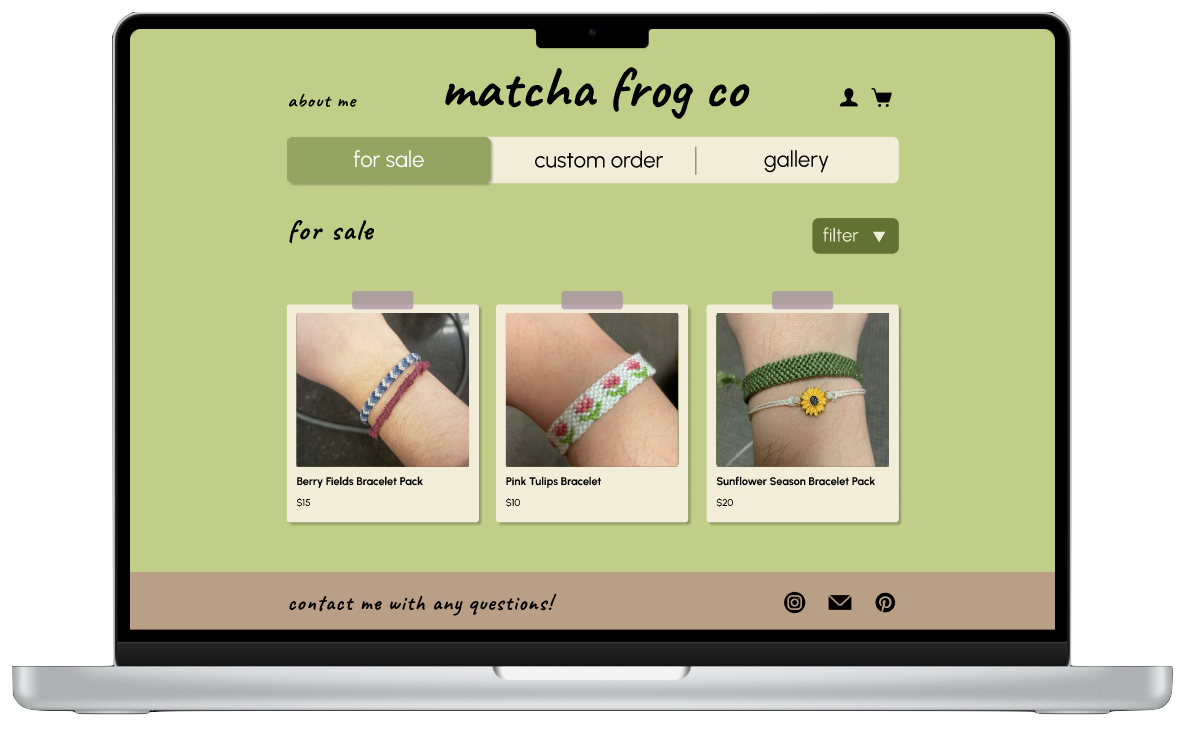 about me
matcha frog co
for sale
custom order
gallery
for sale
filter
Berry Fields Bracelet Pack
$15
Pink Tulips Bracelet
$10
Sunflower Season Bracelet Pack
$20
contact me with any questions!